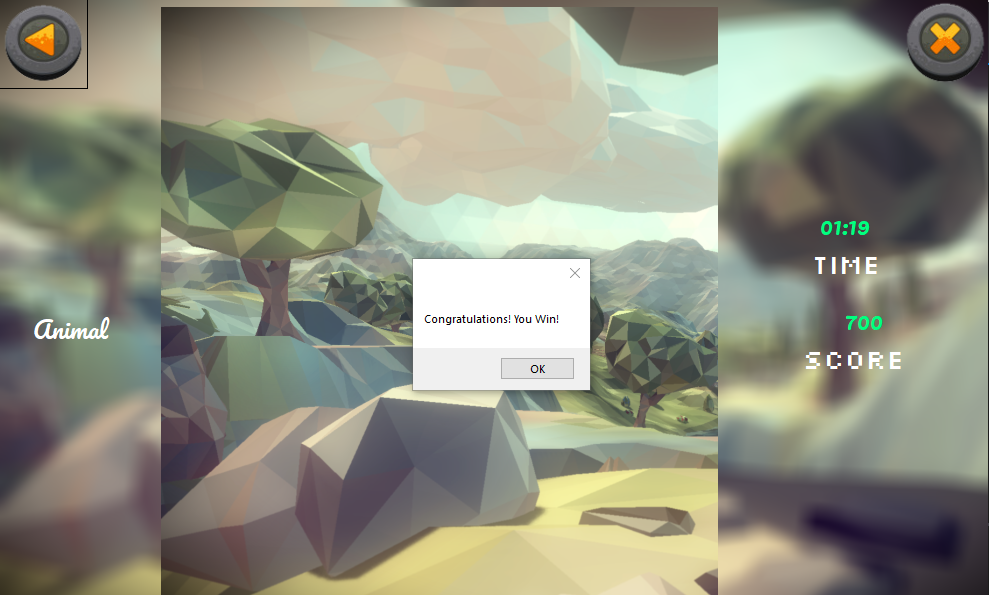 01:19
TIME
Congratulations! You Win!
Animal
700
SCORE
OK